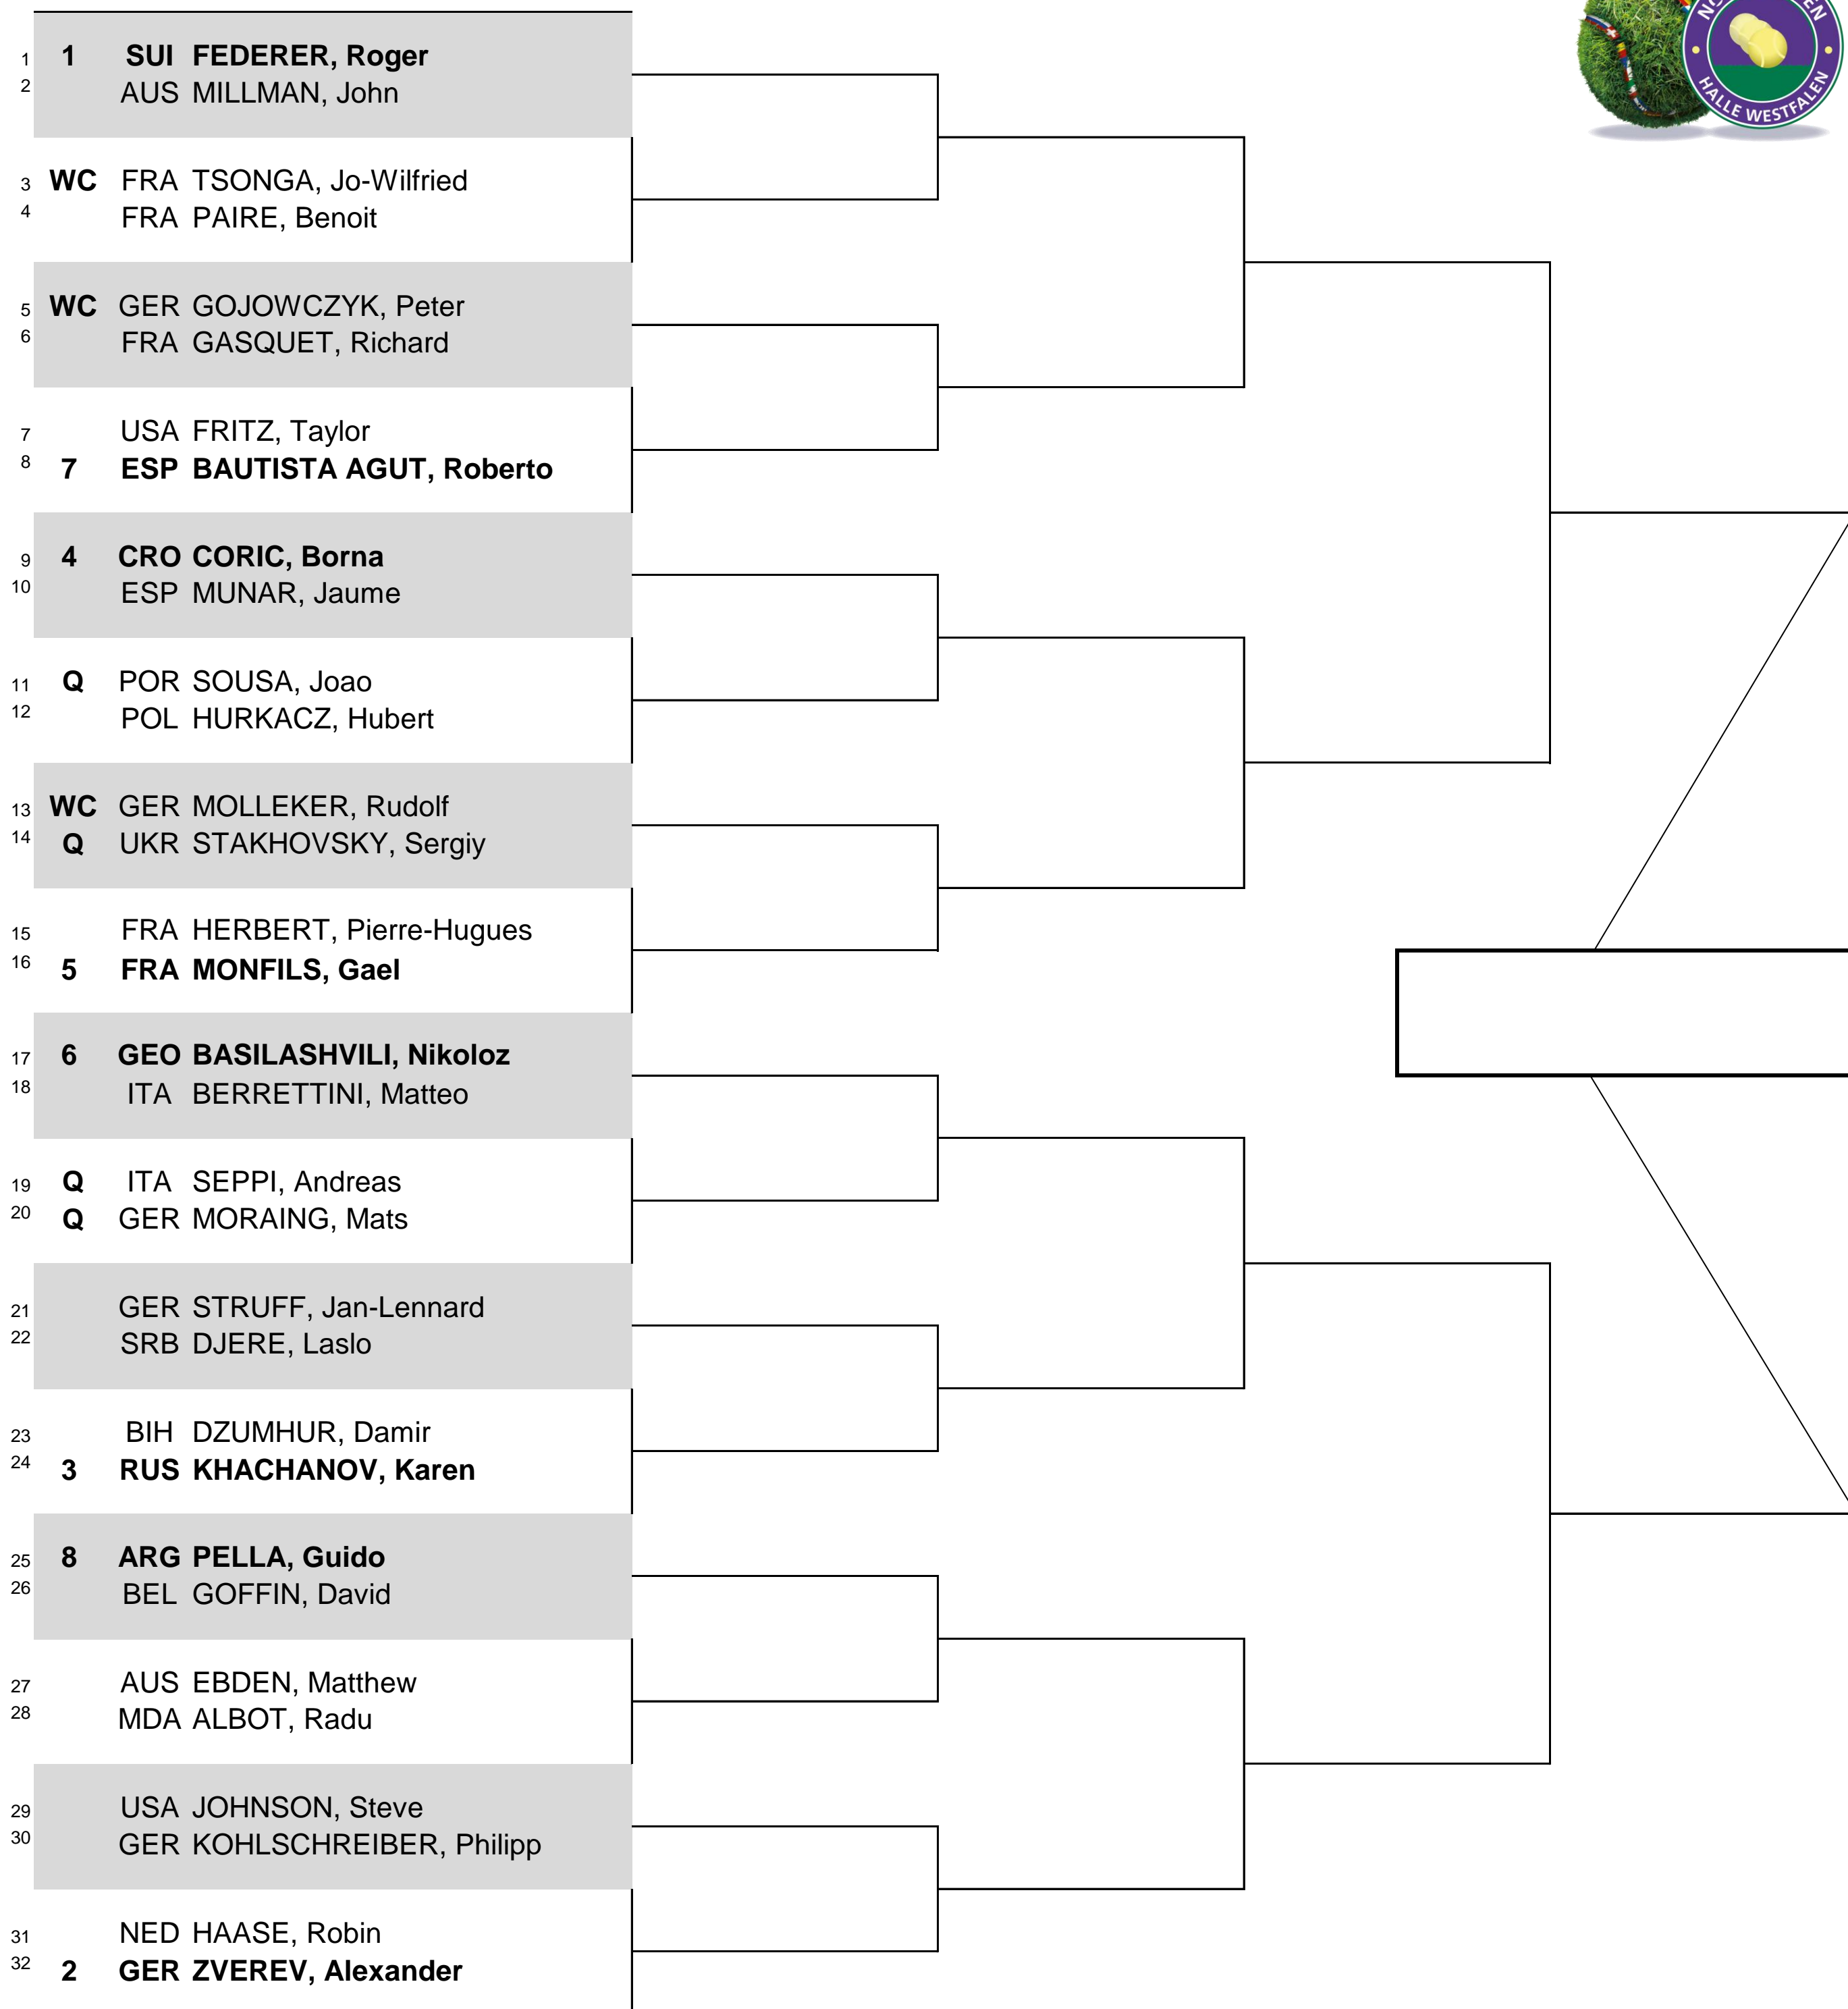 1 1 SUI FEDERER, Roger
2 AUS MILLMAN, John
3 WC FRA TSONGA, Jo-Wilfried
4 FRA PAIRE, Benoit
5 WC GER GOJOWCZYK, Peter
6 FRA GASQUET, Richard
7 USA FRITZ, Taylor
8 7 ESP BAUTISTA AGUT, Roberto
9 4 CRO CORIC, Borna
10 ESP MUNAR, Jaume
11 Q POR SOUSA, Joao
12 POL HURKACZ, Hubert
13 WC GER MOLLEKER, Rudolf
14 Q UKR STAKHOVSKY, Sergiy
15 FRA HERBERT, Pierre-Hugues
16 5 FRA MONFILS, Gael
17 6 GEO BASILASHVILI, Nikoloz
18 ITA BERRETTINI, Matteo
19 Q ITA SEPPI, Andreas
20 Q GER MORAING, Mats
21 GER STRUFF, Jan-Lennard
22 SRB DJERE, Laslo
23 BIH DZUMHUR, Damir
24 3 RUS KHACHANOV, Karen
25 8 ARG PELLA, Guido
26 BEL GOFFIN, David
27 AUS EBDEN, Matthew
28 MDA ALBOT, Radu
29 USA JOHNSON, Steve
30 GER KOHLSCHREIBER, Philipp
31 NED HAASE, Robin
32 2 GER ZVEREV, Alexander
HALLE WESTFALEN